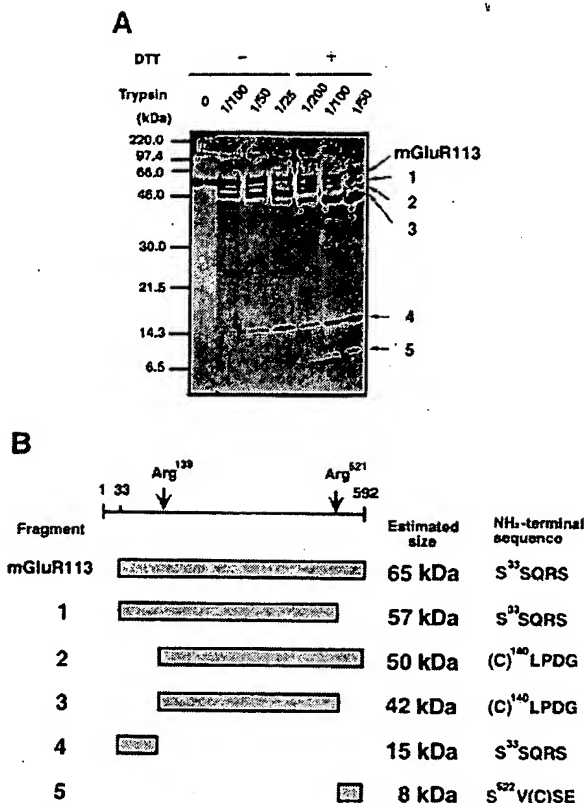 A
DTT - +
Trypsin 0 1/100 1/50 1/25 1/200 1/100 1/50
(kDa)
220.0
97.4
66.0
46.0
30.0
21.5
14.3
6.5
mGluR113
1
2
3
4
5
B
Arg139 Arg521
1 33 592
Fragment Estimated size NH2-terminal sequence
mGluR113 65 kDa S33SQRS
1 57 kDa S33SQRS
2 50 kDa (C)140LPDG
3 42 kDa (C)140LPDG
4 15 kDa S33SQRS
5 8 kDa S522V(C)SE